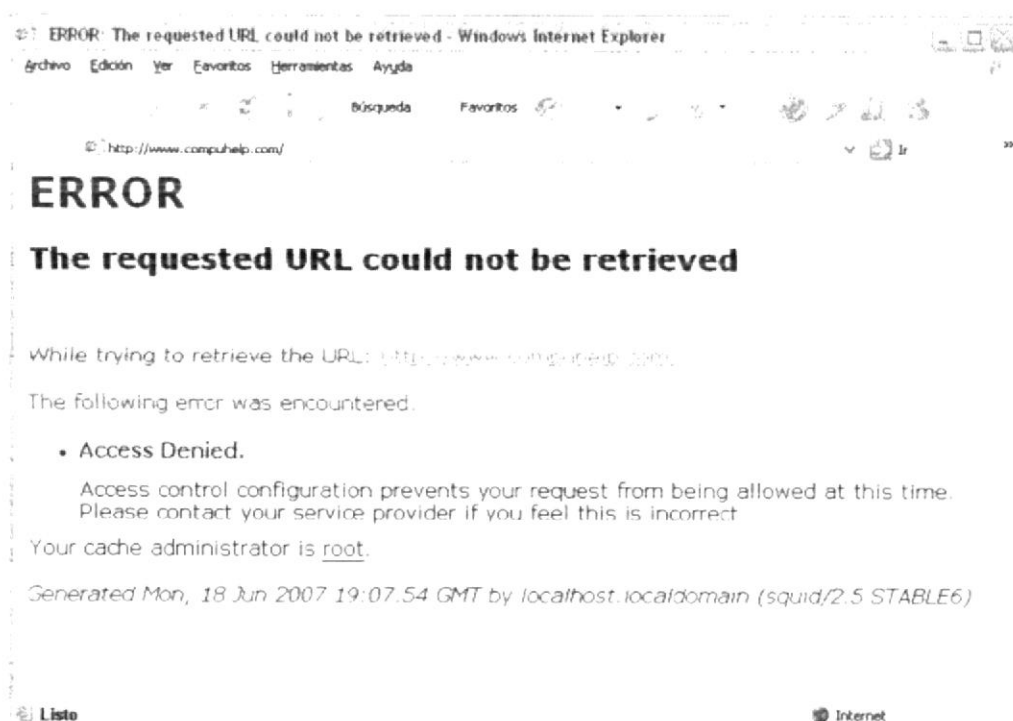 ERROR: The requested URL could not be retrieved - Windows Internet Explorer
Archivo Edición Ver Favoritos Herramientas Ayuda
Búsqueda Favoritos
http://www.compuhelp.com/ Ir »
ERROR
The requested URL could not be retrieved
While trying to retrieve the URL: http://www.compuhelp.com/
The following error was encountered:
• Access Denied.
Access control configuration prevents your request from being allowed at this time.
Please contact your service provider if you feel this is incorrect
Your cache administrator is root.
Generated Mon, 18 Jun 2007 19:07:54 GMT by localhost.localdomain (squid/2.5 STABLE6)
Listo Internet